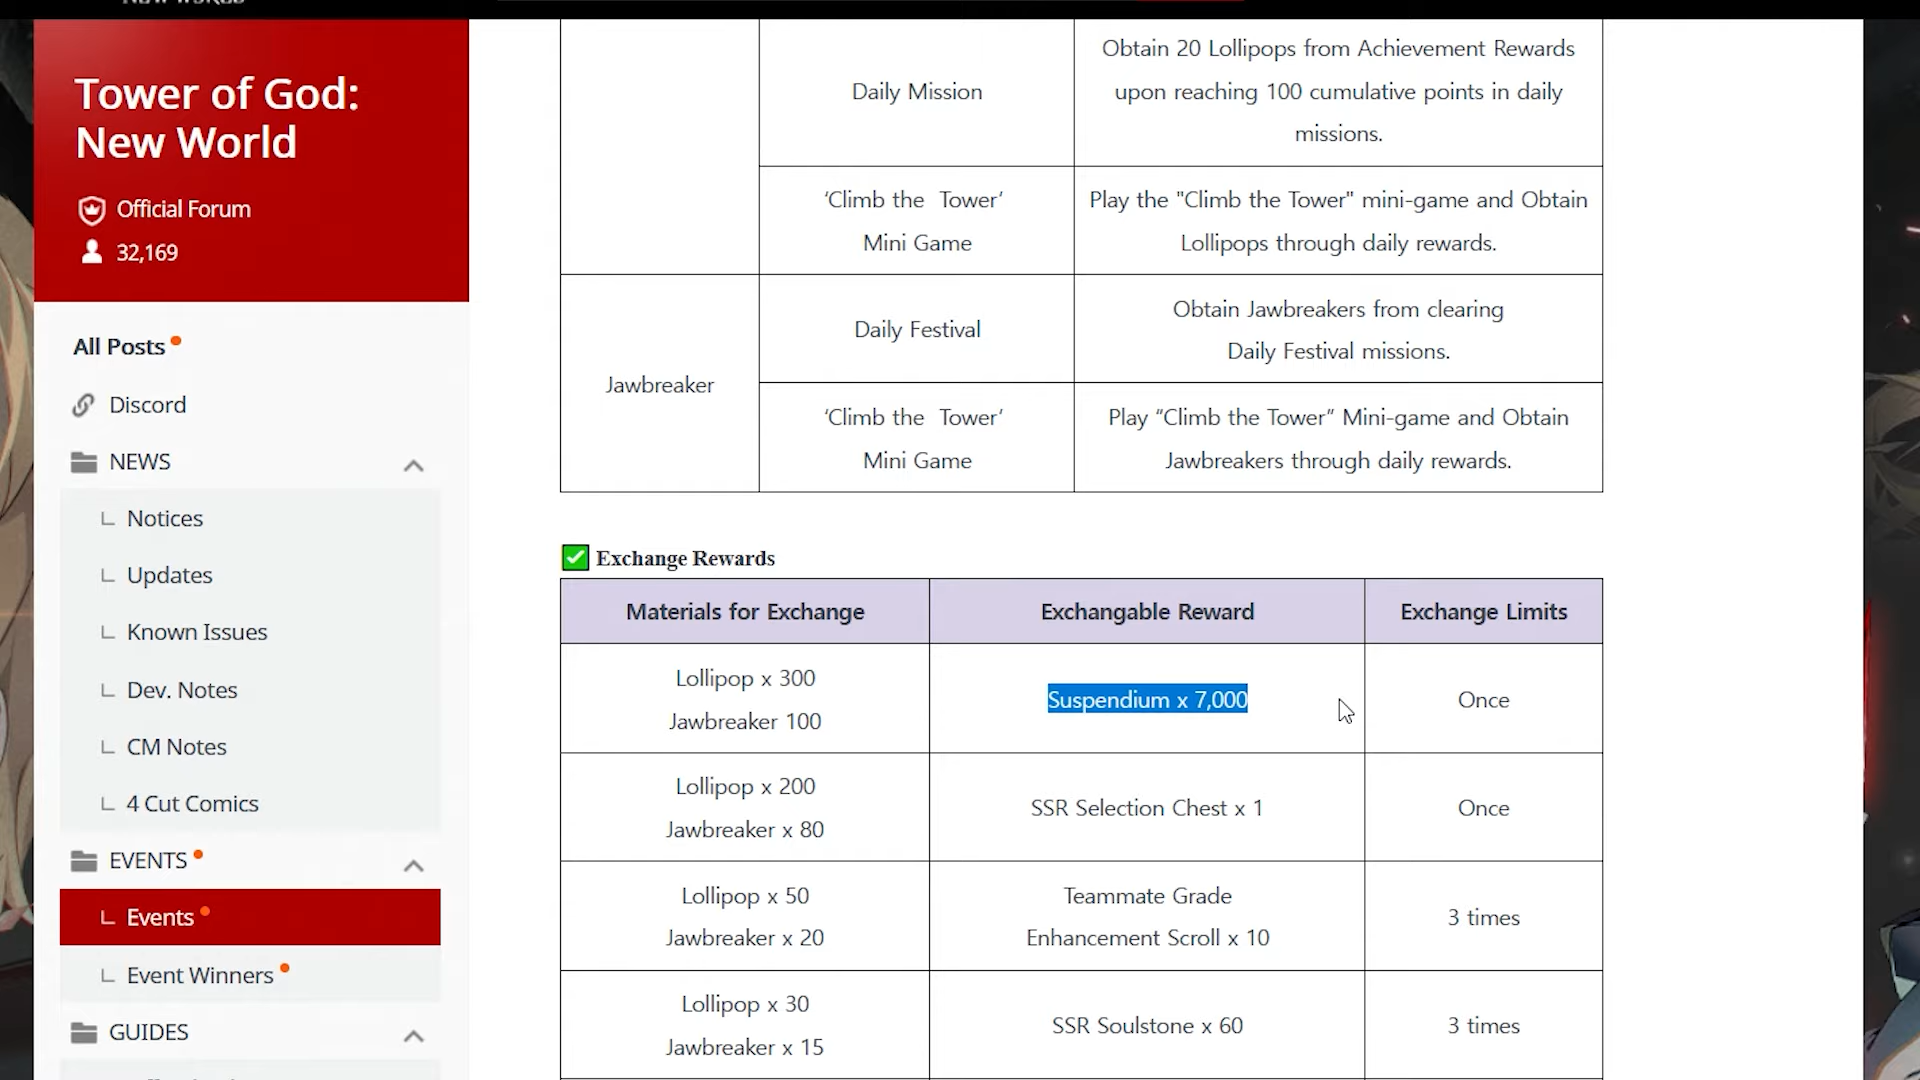 NEW WORLD
Tower of God:
New World
Official Forum
32,169
All Posts
Discord
NEWS
Notices
Updates
Known Issues
Dev. Notes
CM Notes
4 Cut Comics
EVENTS
Events
Event Winners
GUIDES
Daily Mission
Obtain 20 Lollipops from Achievement Rewards
upon reaching 100 cumulative points in daily
missions.
‘Climb the  Tower’
Mini Game
Play the "Climb the Tower" mini-game and Obtain
Lollipops through daily rewards.
Jawbreaker
Daily Festival
Obtain Jawbreakers from clearing
Daily Festival missions.
‘Climb the  Tower’
Mini Game
Play “Climb the Tower” Mini-game and Obtain
Jawbreakers through daily rewards.
Exchange Rewards
Materials for Exchange
Exchangable Reward
Exchange Limits
Lollipop x 300
Jawbreaker 100
Suspendium x 7,000
Once
Lollipop x 200
Jawbreaker x 80
SSR Selection Chest x 1
Once
Lollipop x 50
Jawbreaker x 20
Teammate Grade
Enhancement Scroll x 10
3 times
Lollipop x 30
Jawbreaker x 15
SSR Soulstone x 60
3 times